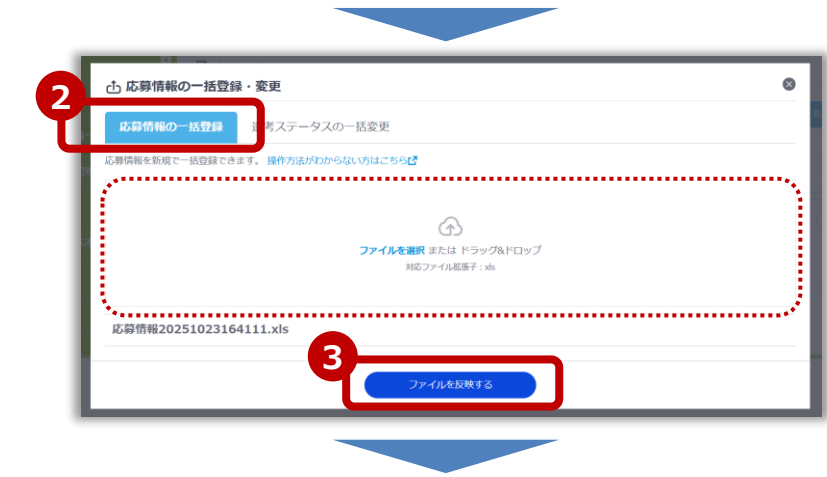 応募情報の一括登録・変更
2
応募情報の一括登録
考ステータスの一括変更
応募情報を新規で一括登録できます。 操作方法がわからない方はこちら
ファイルを選択 または ドラッグ&ドロップ
対応ファイル拡張子：xls
応募情報20251023164111.xls
3
ファイルを反映する